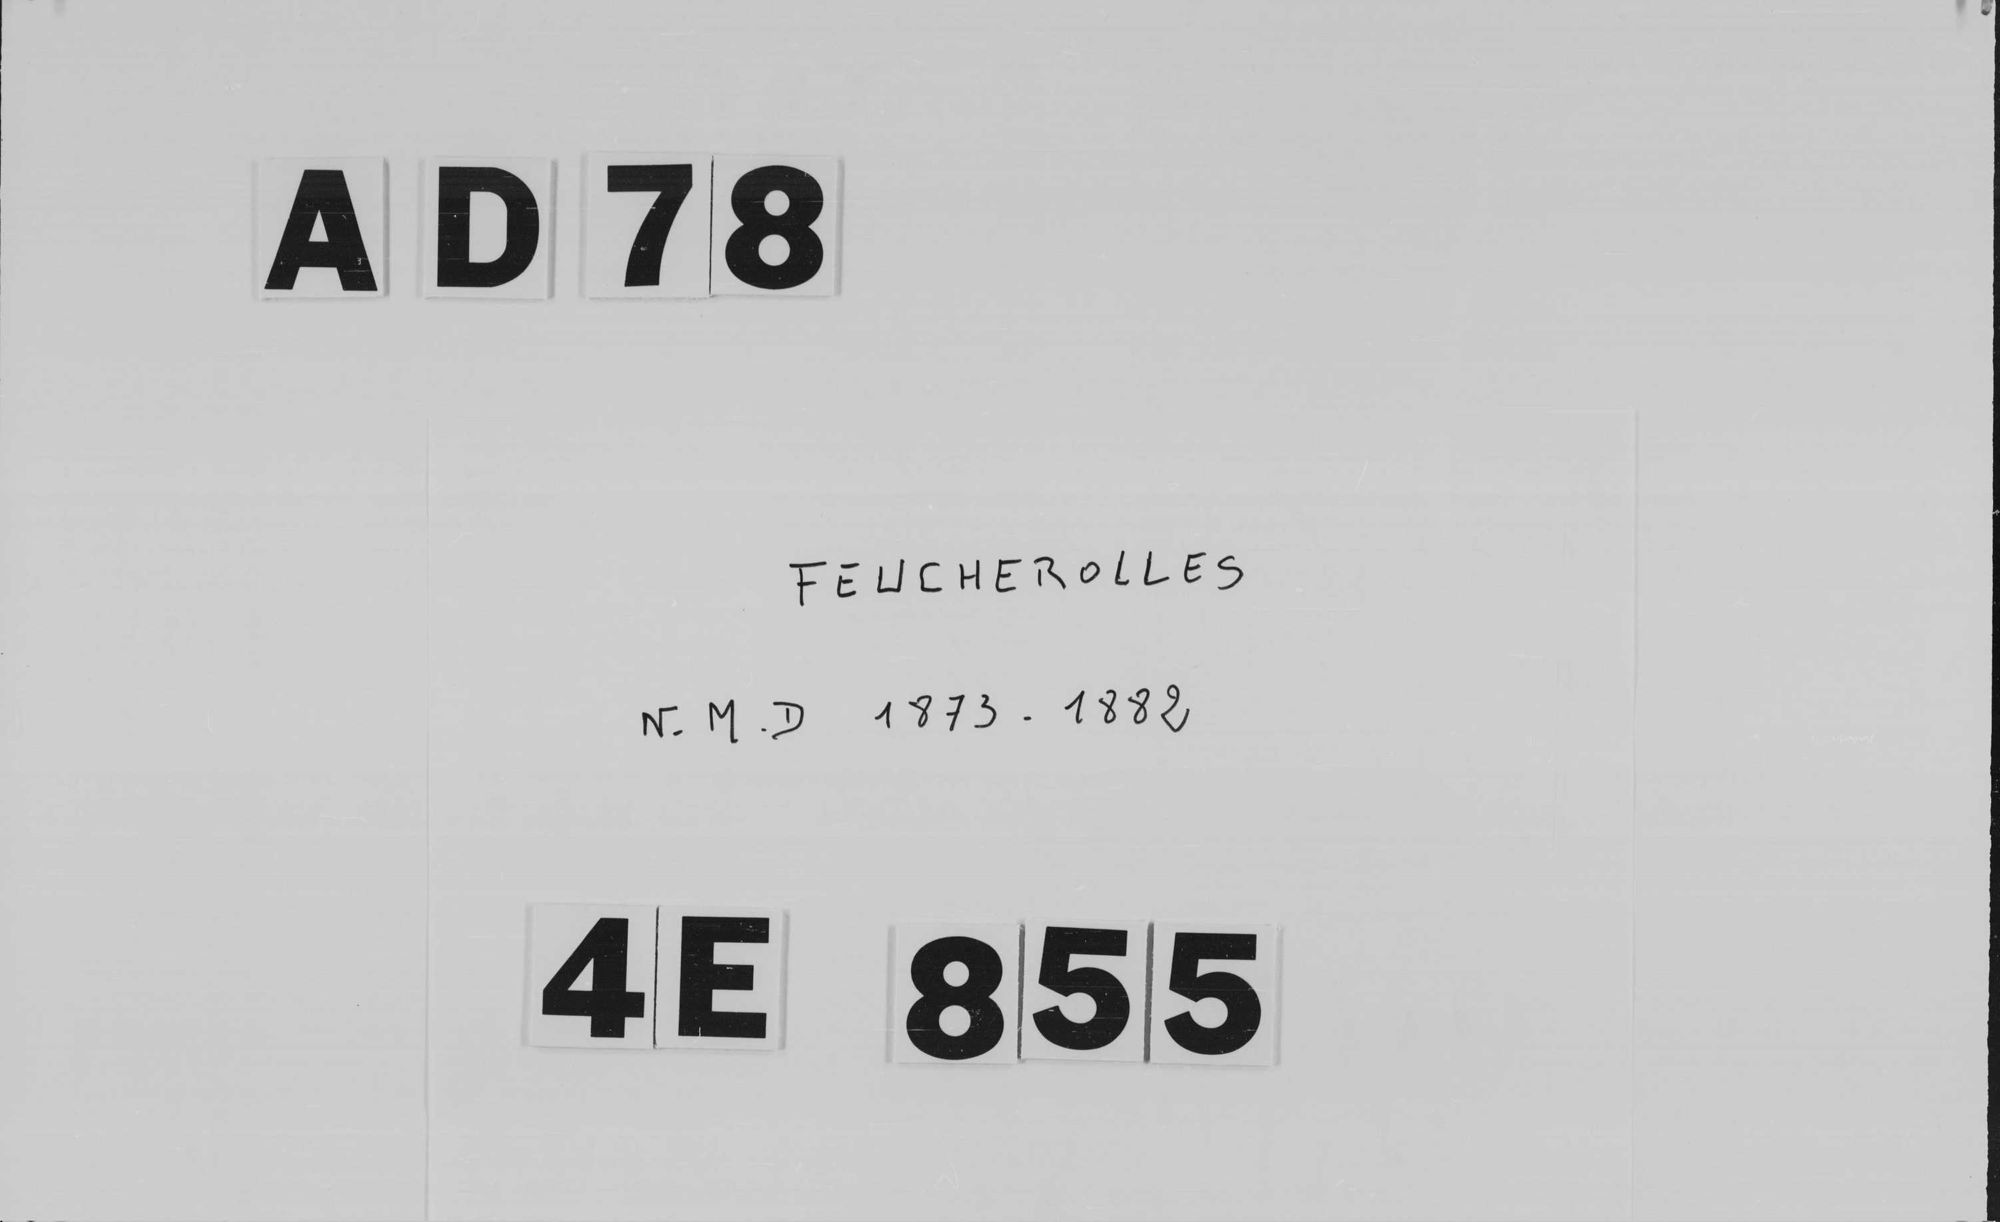 AD78
FEUCHEROLLES
N.M.D 1873.1882
4E 855